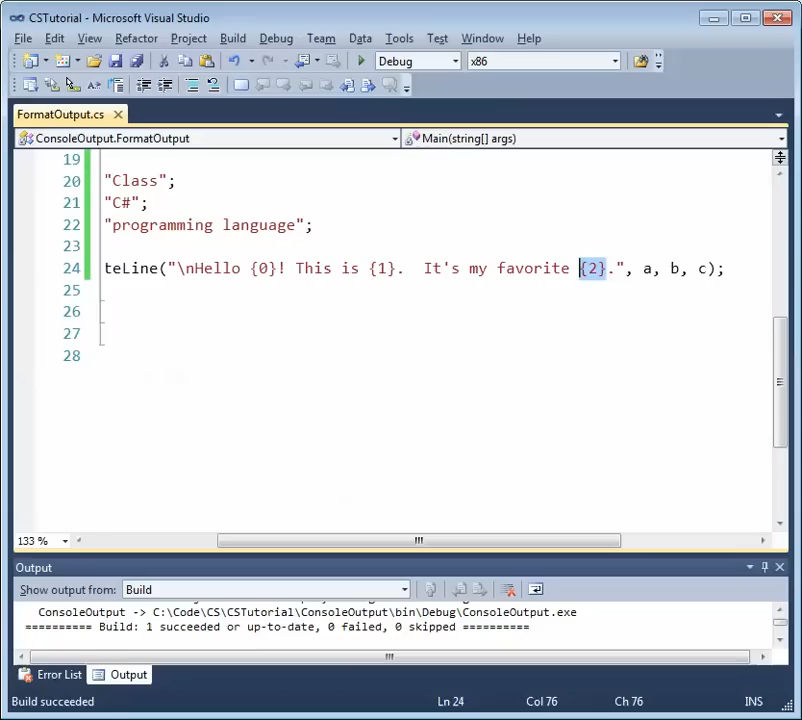 CSTutorial - Microsoft Visual Studio
File Edit View Refactor Project Build Debug Team Data Tools Test Window Help
Debug x86
FormatOutput.cs
ConsoleOutput.FormatOutput Main(string[] args)
19
20 "Class";
21 "C#";
22 "programming language";
23
24 teLine("\nHello {0}! This is {1}.  It's my favorite {2}.", a, b, c);
25
26
27
28
133 %
Output
Show output from: Build
ConsoleOutput -> C:\Code\CS\CSTutorial\ConsoleOutput\bin\Debug\ConsoleOutput.exe
========== Build: 1 succeeded or up-to-date, 0 failed, 0 skipped ==========
Error List Output
Build succeeded Ln 24 Col 76 Ch 76 INS